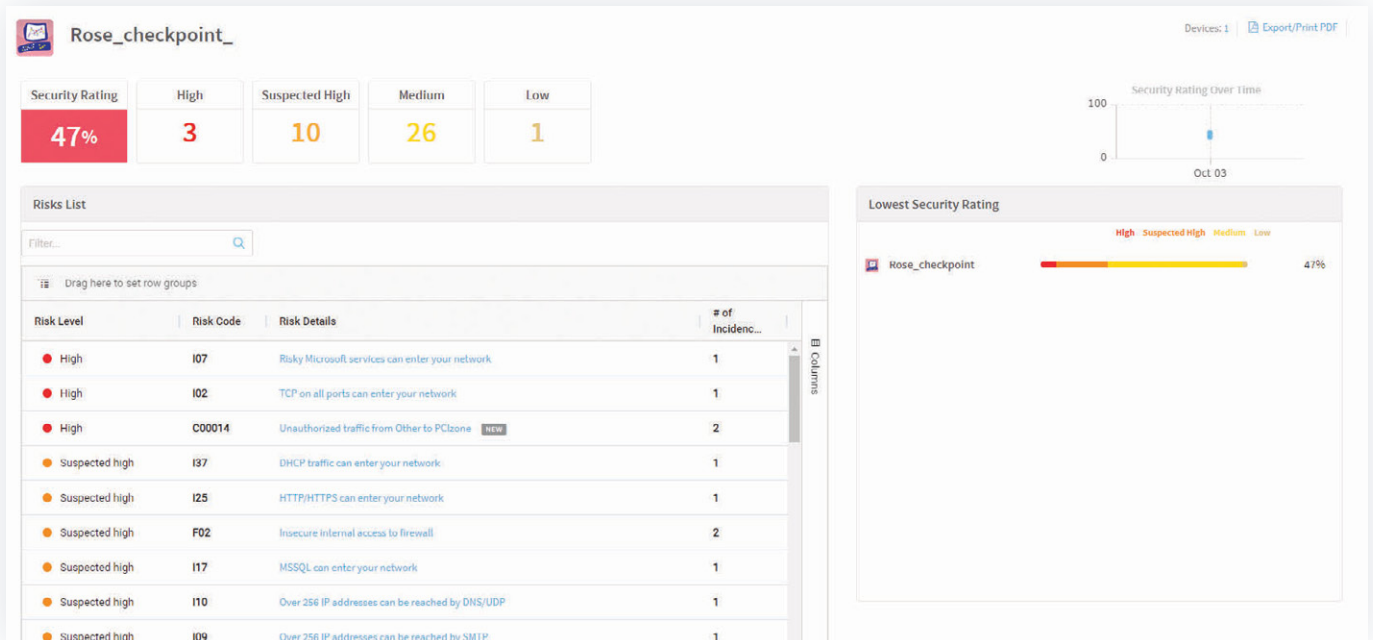 Rose_checkpoint_
Devices: 1
Export/Print PDF
Security Rating
High
Suspected High
Medium
Low
47%
3
10
26
1
Security Rating Over Time
100
0
Oct 03
Risks List
Filter...
Drag here to set row groups
Risk Level Risk Code Risk Details # of Incidenc...
High I07 Risky Microsoft services can enter your network 1
High I02 TCP on all ports can enter your network 1
High C00014 Unauthorized traffic from Other to PCIzone NEW 2
Suspected high I37 DHCP traffic can enter your network 1
Suspected high I25 HTTP/HTTPS can enter your network 1
Suspected high F02 Insecure internal access to firewall 2
Suspected high I17 MSSQL can enter your network 1
Suspected high I10 Over 256 IP addresses can be reached by DNS/UDP 1
Suspected high I09 Over 256 IP addresses can be reached by SMTP 1
Columns
Lowest Security Rating
High Suspected High Medium Low
Rose_checkpoint 47%